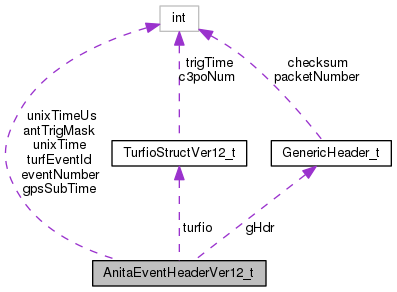 int
trigTime
c3poNum
checksum
packetNumber
unixTimeUs
antTrigMask
unixTime
turfEventId
eventNumber
gpsSubTime
TurfioStructVer12_t
GenericHeader_t
turfio
gHdr
AnitaEventHeaderVer12_t